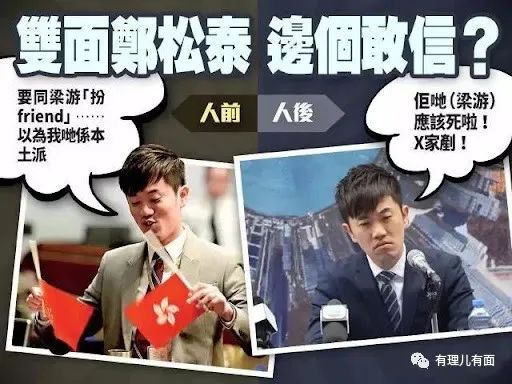 雙面鄭松泰 邊個敢信？
要同梁游「扮
friend」⋯⋯
以為我哋係本
土派
人前
人後
佢哋（梁游）
應該死啦！
X家剷！
有理儿有面